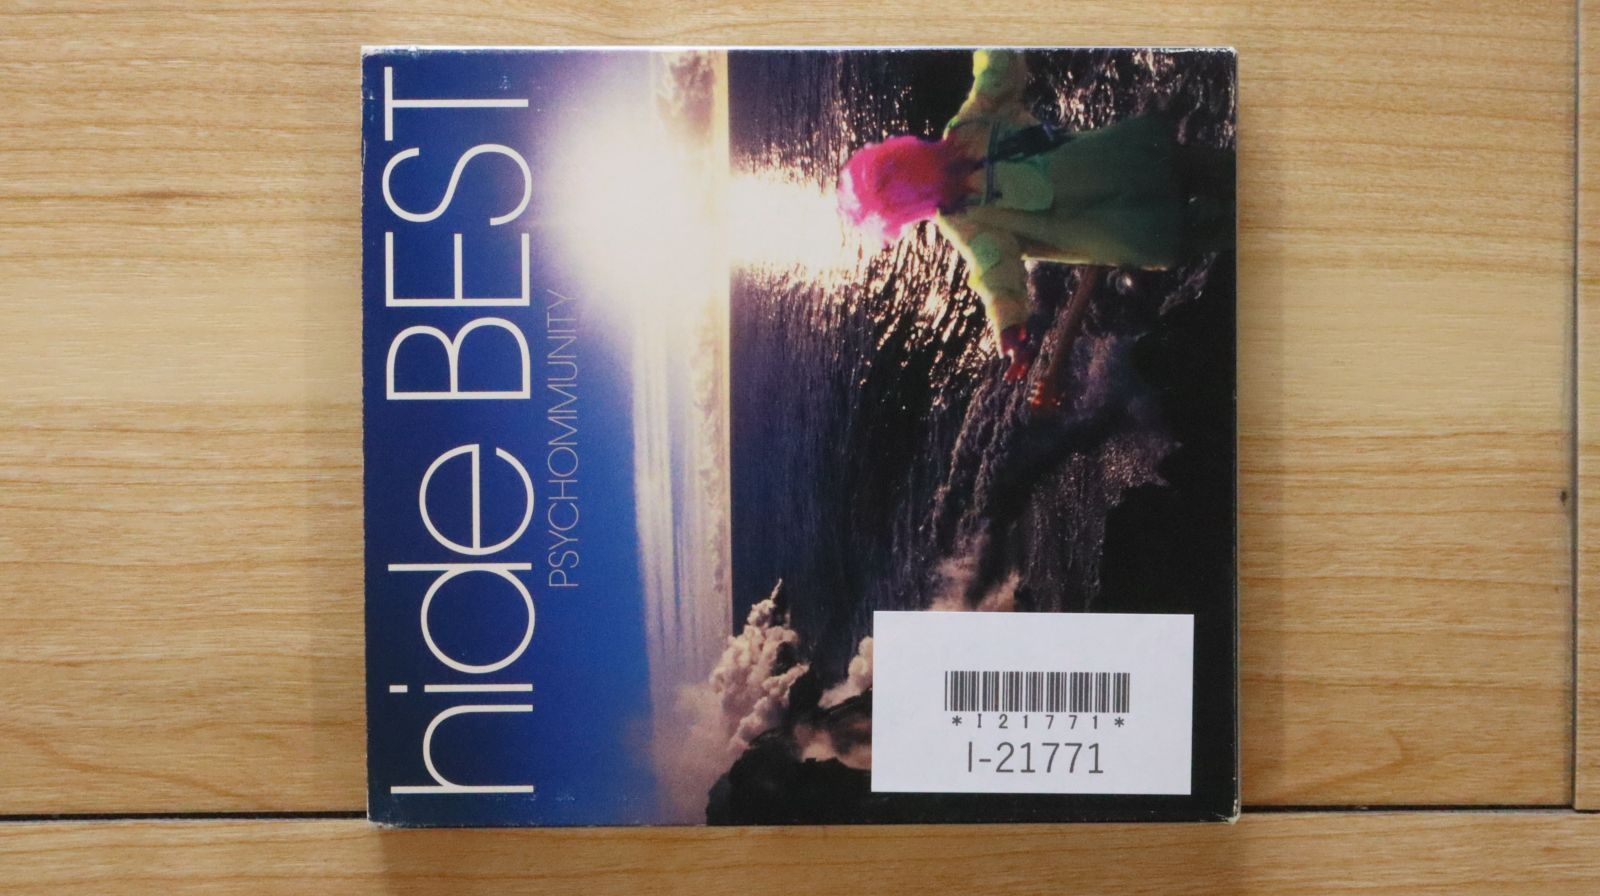 hide BEST
PSYCHOMMUNITY
*I21771*
I-21771